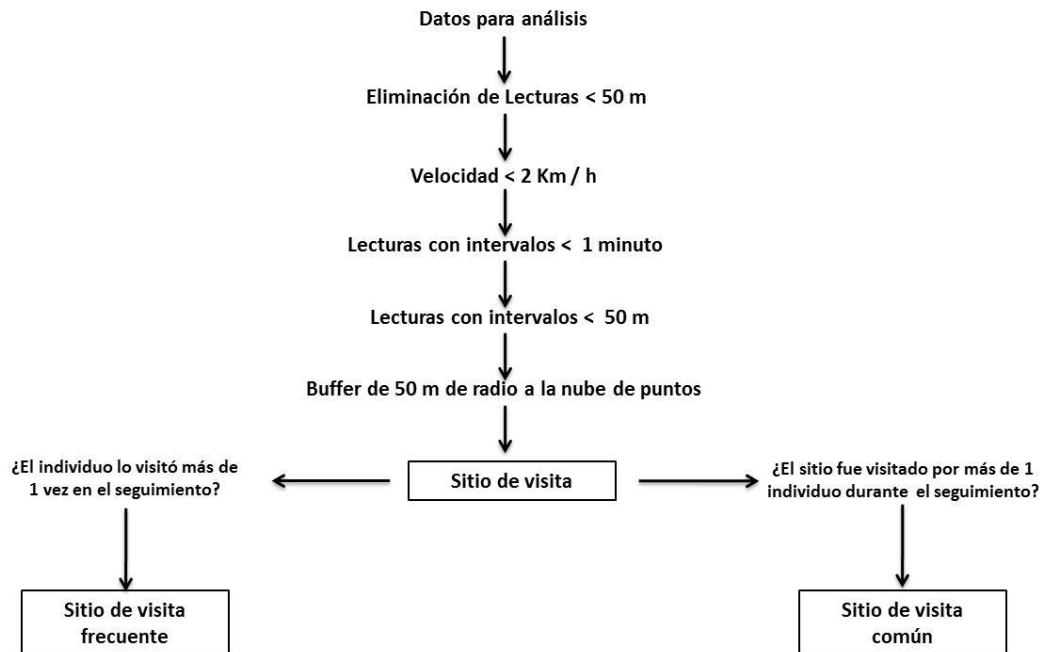 Datos para análisis
Eliminación de Lecturas < 50 m
Velocidad < 2 Km / h
Lecturas con intervalos < 1 minuto
Lecturas con intervalos < 50 m
Buffer de 50 m de radio a la nube de puntos
Sitio de visita
¿El individuo lo visitó más de
1 vez en el seguimiento?
¿El sitio fue visitado por más de 1
individuo durante el seguimiento?
Sitio de visita
frecuente
Sitio de visita
común